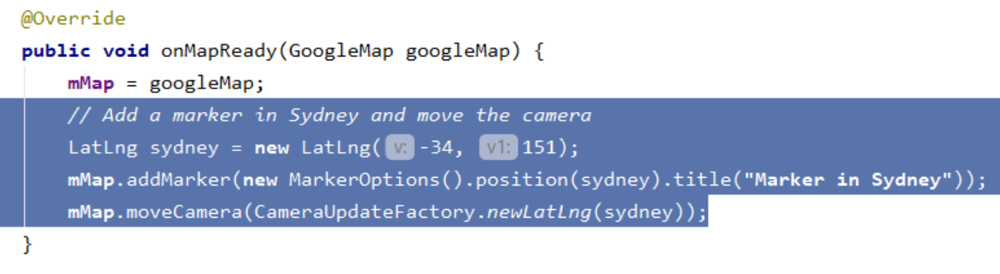 @Override
public void onMapReady(GoogleMap googleMap) {
mMap = googleMap;
// Add a marker in Sydney and move the camera
LatLng sydney = new LatLng( v: -34, v1: 151);
mMap.addMarker(new MarkerOptions().position(sydney).title("Marker in Sydney"));
mMap.moveCamera(CameraUpdateFactory.newLatLng(sydney));
}